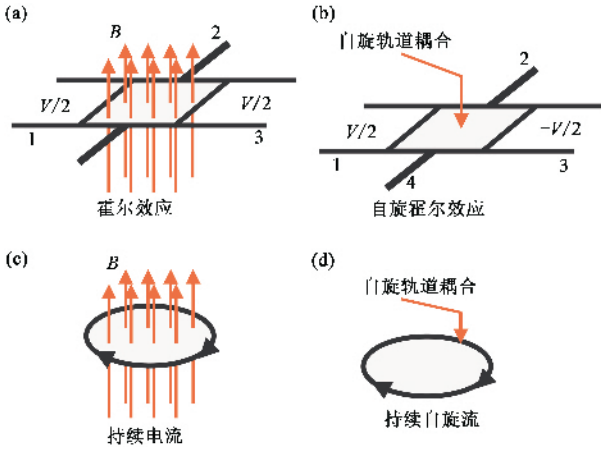 (a)
B
2
V/2
V/2
1
3
霍尔效应
(b)
自旋轨道耦合
2
V/2
-V/2
1
3
4
自旋霍尔效应
(c)
B
持续电流
(d)
自旋轨道耦合
持续自旋流